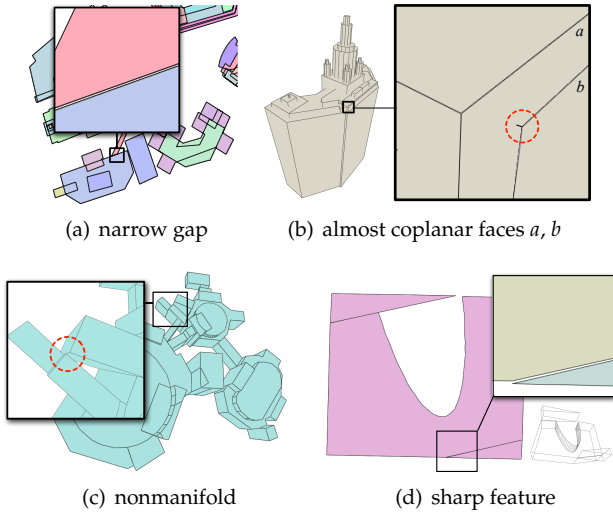 a
b
(a) narrow gap
(b) almost coplanar faces a, b
(c) nonmanifold
(d) sharp feature